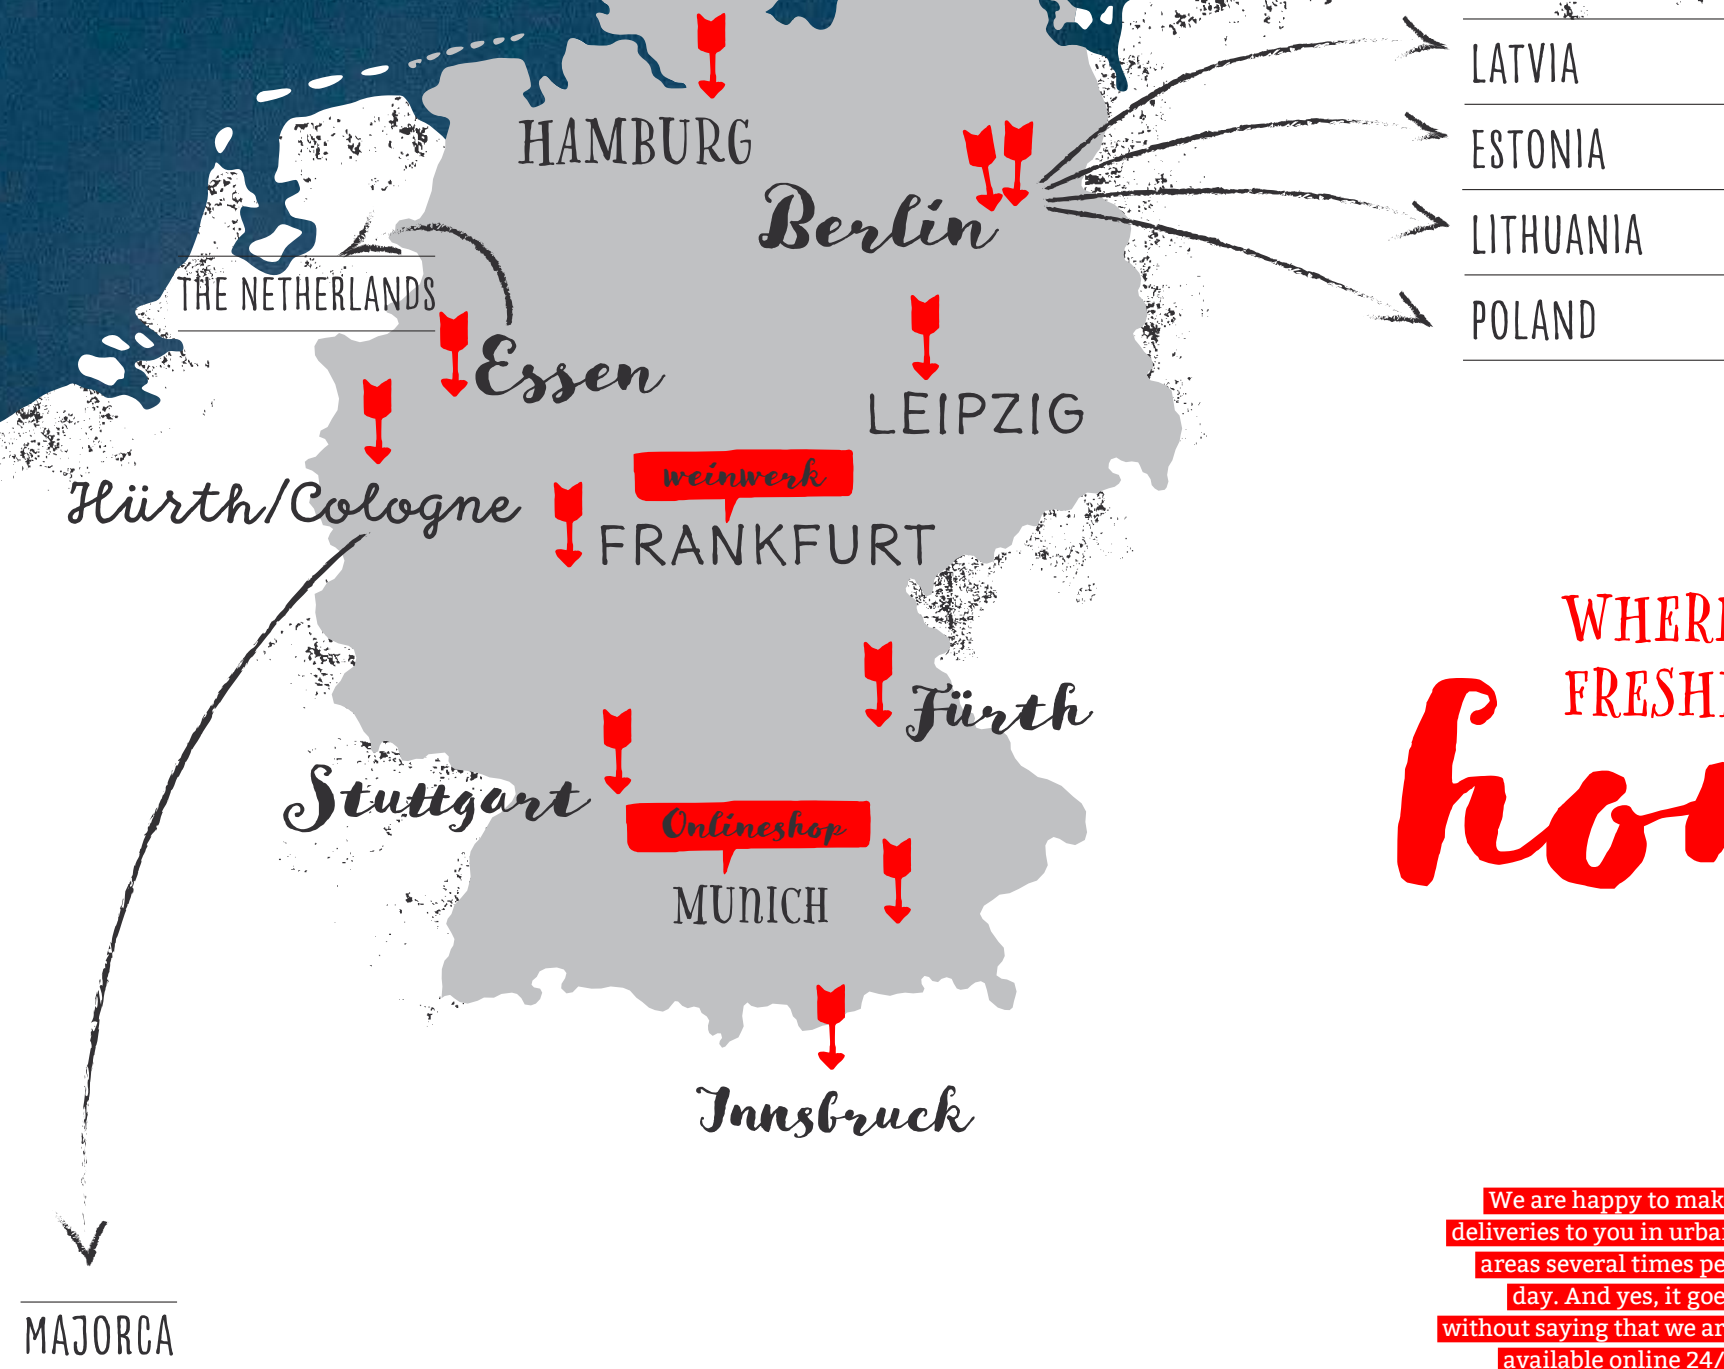 LATVIA
HAMBURG
ESTONIA
Berlin
LITHUANIA
THE NETHERLANDS
POLAND
Essen
LEIPZIG
weinwerk
Hürth/Cologne
FRANKFURT
WHERE
FRESH
Fürth
Stuttgart
Onlineshop
MUNICH
Innsbruck
We are happy to mak
deliveries to you in urba
areas several times pe
day. And yes, it goe
without saying that we ar
available online 24/
MAJORCA